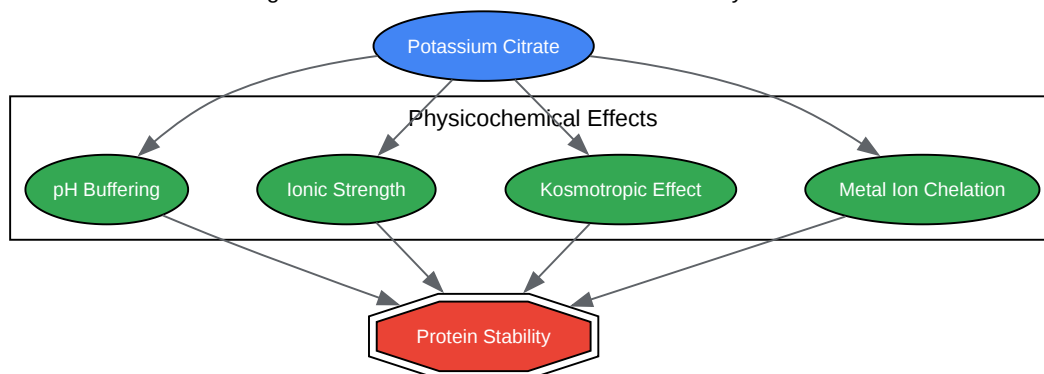 Potassium Citrate
Physicochemical Effects
pH Buffering
Ionic Strength
Kosmotropic Effect
Metal Ion Chelation
Protein Stability